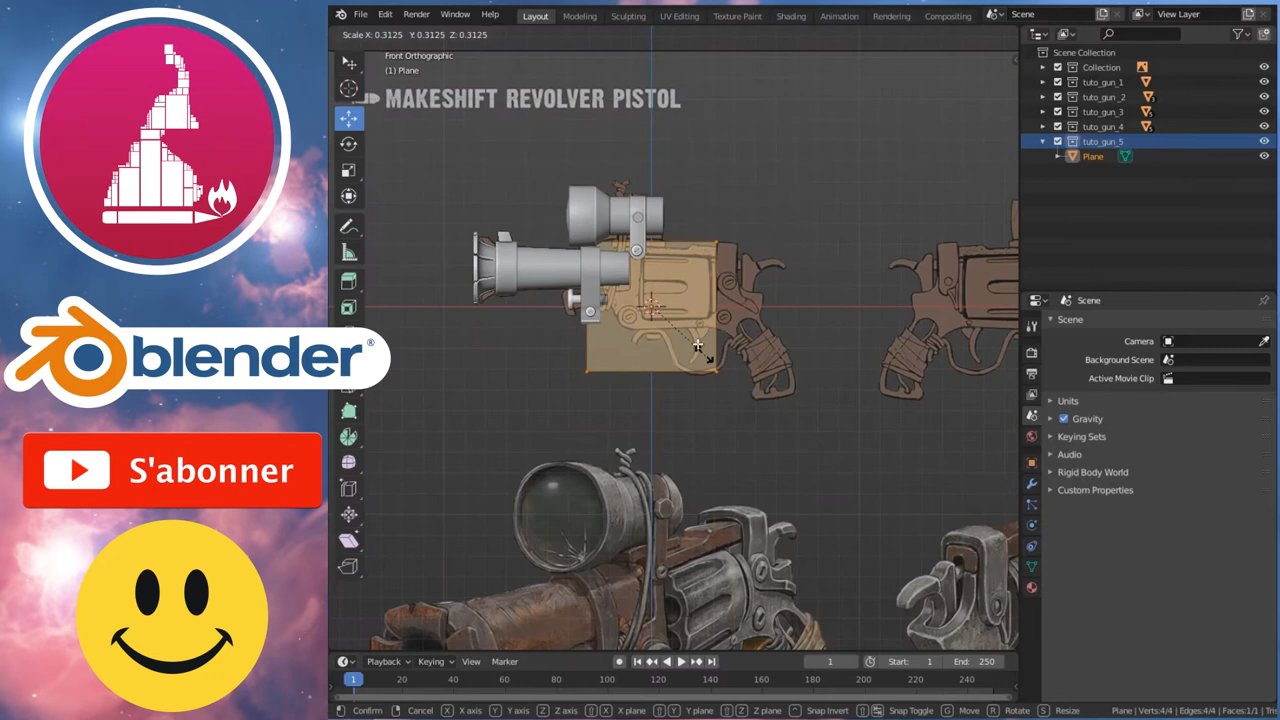 File Edit Render Window Help Layout Modeling Sculpting UV Editing Texture Paint Shading Animation Rendering Compositing Scene View Layer
Scale X: 0.3125 Y: 0.3125 Z: 0.3125
Front Orthographic
(1) Plane
MAKESHIFT REVOLVER PISTOL
Scene Collection
Collection
tuto_gun_1
tuto_gun_2
tuto_gun_3
tuto_gun_4
tuto_gun_5
Plane
Scene
Scene
Camera
Background Scene
Active Movie Clip
Units
Gravity
Keying Sets
Audio
Rigid Body World
Custom Properties
blender®
S'abonner
Playback Keying View Marker 1 Start: 1 End: 250
1 20 40 60 80 100 120 140 160 180 200 220 240
Confirm Cancel X X axis Y Y axis Z Z axis X X plane Y Y plane Z Z plane Snap Invert Snap Toggle G Move R Rotate S Resize Plane | Verts:4/4 | Edges:4/4 | Faces:1/1 | Tris